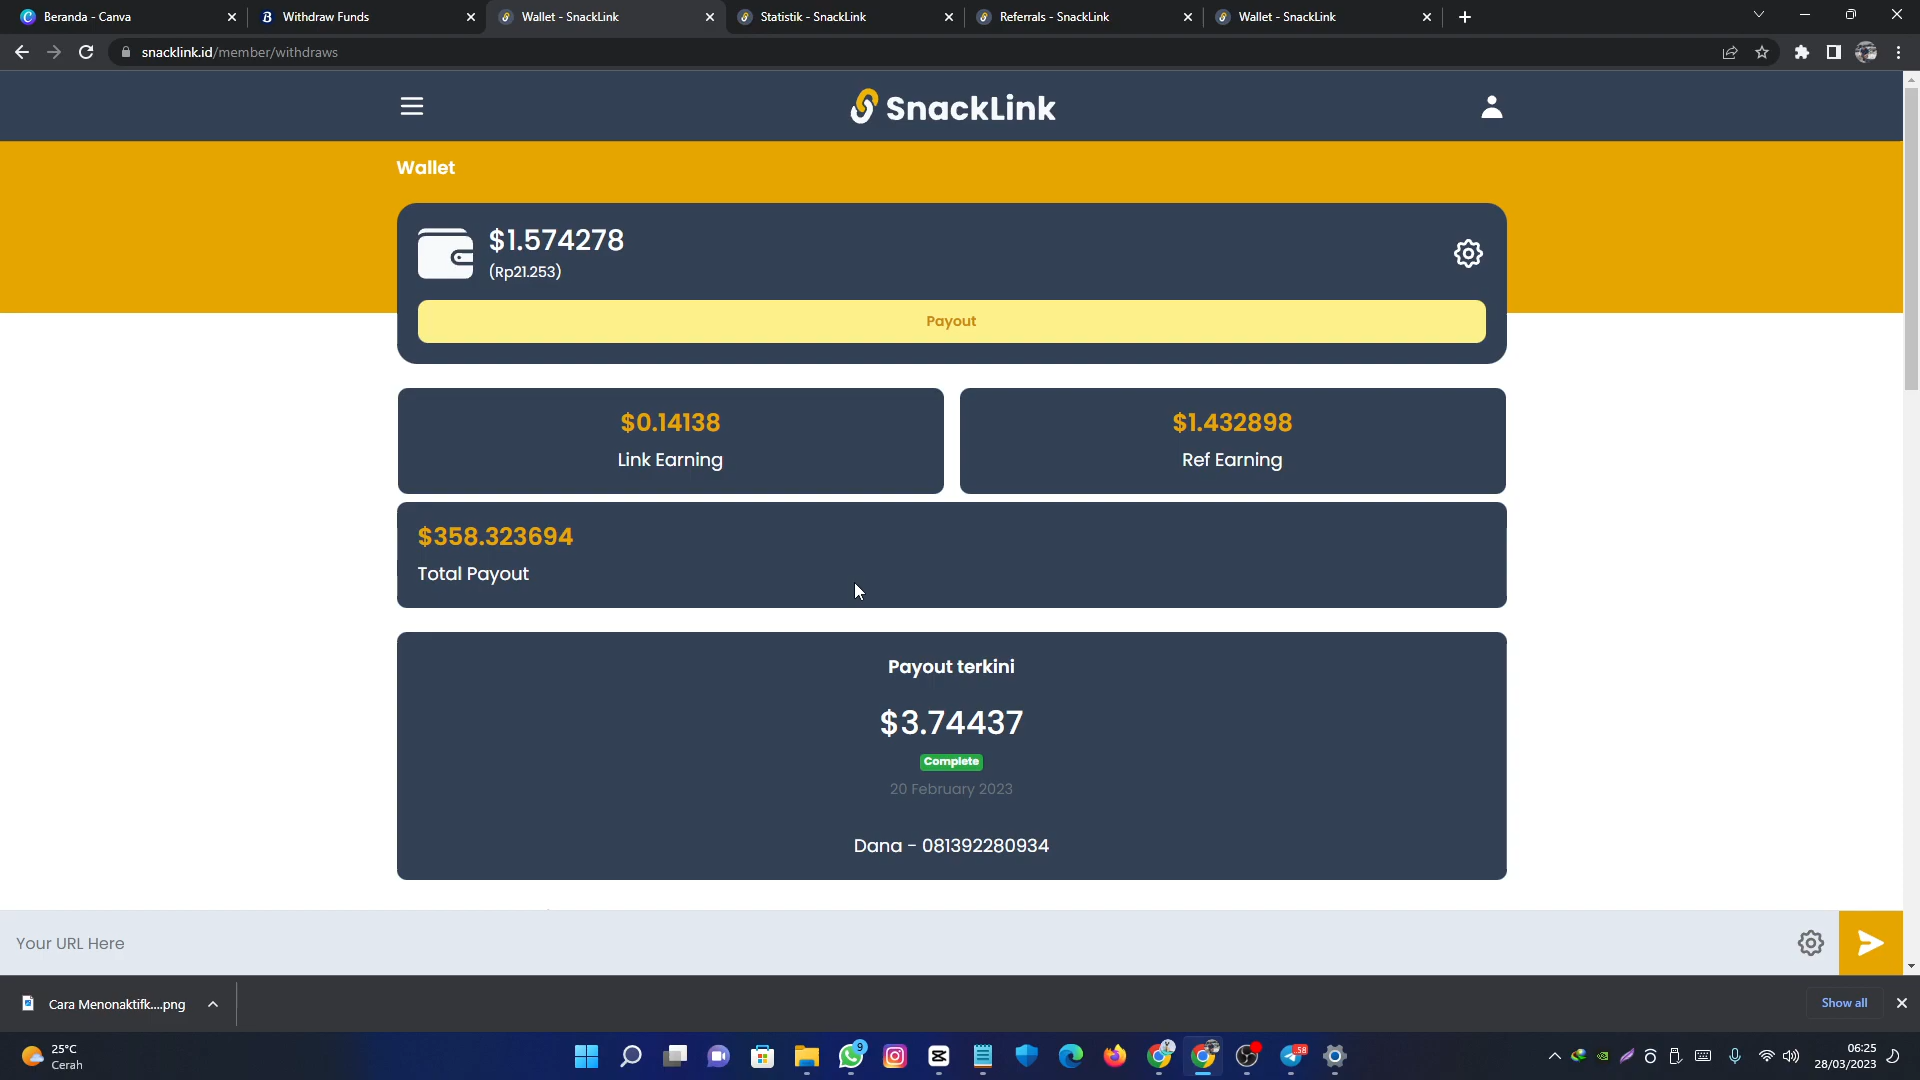 Beranda - Canva
Withdraw Funds
Wallet - SnackLink
Statistik - SnackLink
Referrals - SnackLink
Wallet - SnackLink
snacklink.id/member/withdraws
SnackLink
Wallet
$1.574278
(Rp21.253)
Payout
$0.14138
Link Earning
$1.432898
Ref Earning
$358.323694
Total Payout
Payout terkini
$3.74437
Complete
20 February 2023
Dana - 081392280934
Your URL Here
Cara Menonaktifk....png
Show all
25°C
Cerah
9
58
06:25
28/03/2023